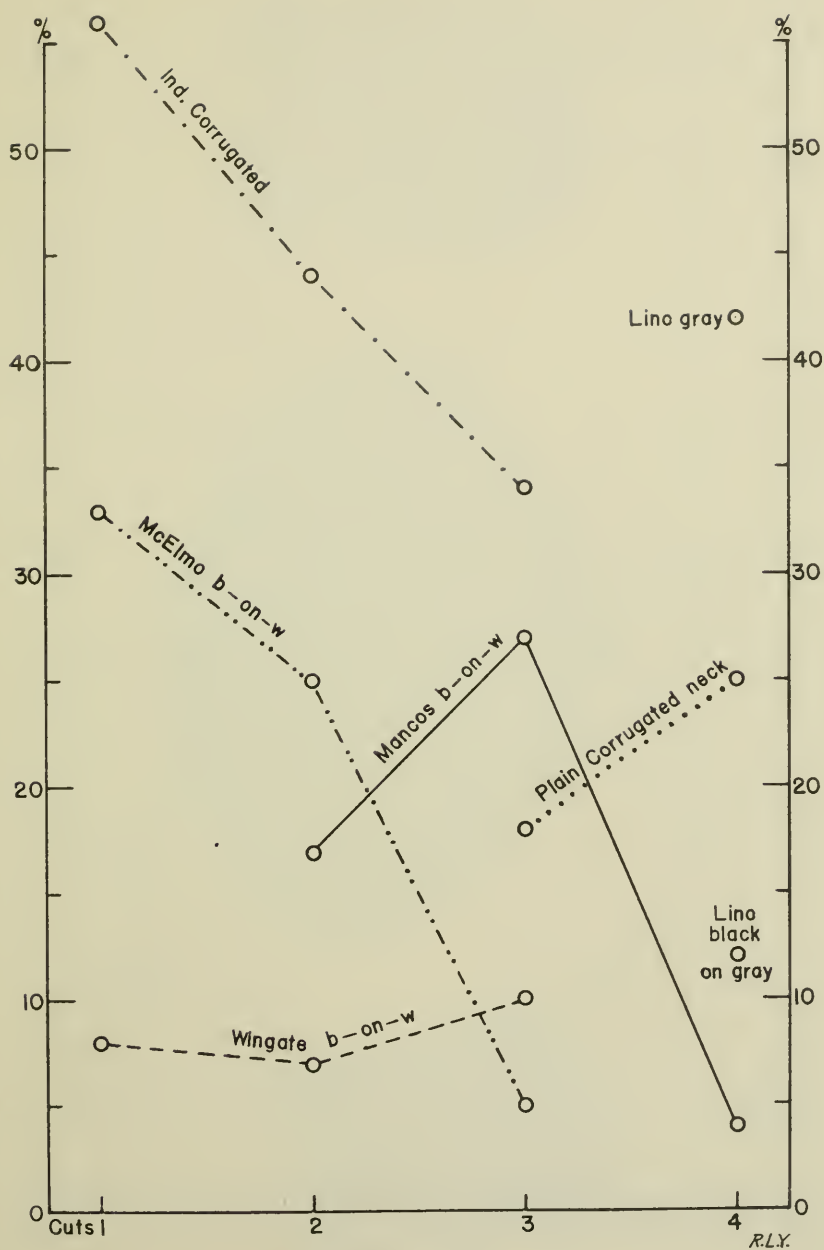 %
%
Ind. Corrugated
50
50
Lino gray
40
40
McElmo b-on-w
30
30
Mancos b-on-w
Plain Corrugated neck
20
20
Lino
black
on gray
10
10
Wingate b-on-w
0
0
Cuts 1
2
3
4
R.L.Y.